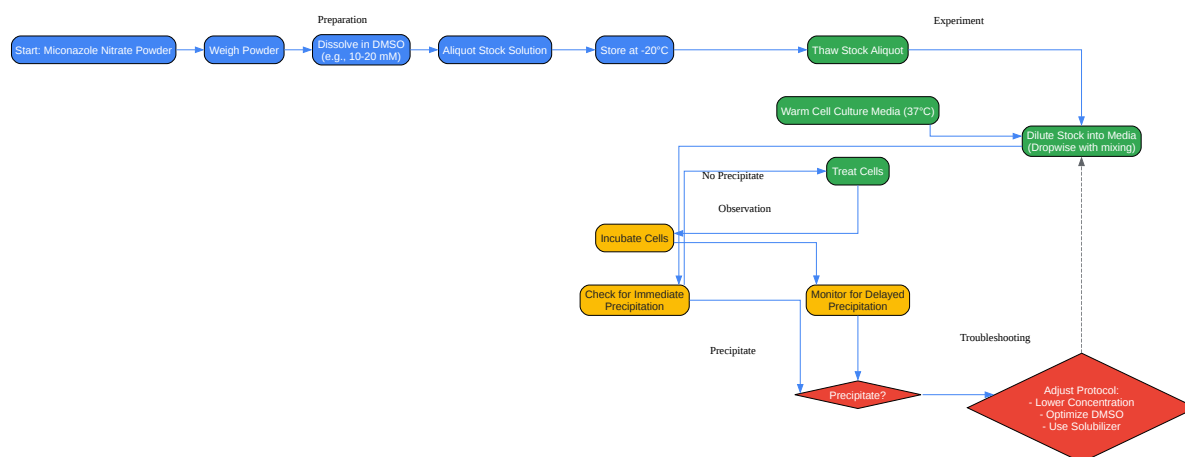 Preparation
Experiment
Start: Miconazole Nitrate Powder
Weigh Powder
Dissolve in DMSO
(e.g., 10-20 mM)
Aliquot Stock Solution
Store at -20°C
Thaw Stock Aliquot
Warm Cell Culture Media (37°C)
Dilute Stock into Media
(Dropwise with mixing)
No Precipitate
Treat Cells
Observation
Incubate Cells
Check for Immediate
Precipitation
Monitor for Delayed
Precipitation
Troubleshooting
Precipitate
Precipitate?
Adjust Protocol:
- Lower Concentration
- Optimize DMSO
- Use Solubilizer